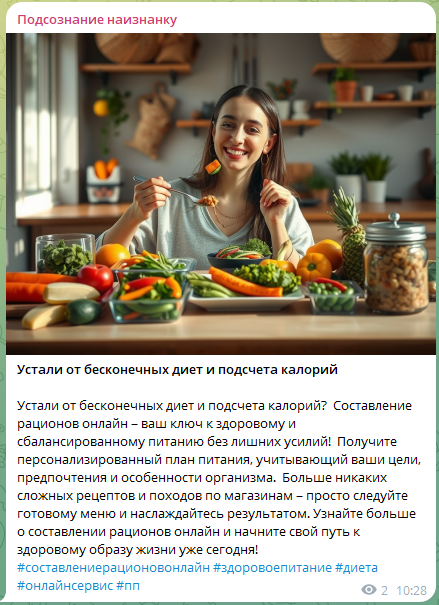 Подсознание наизнанку
Устали от бесконечных диет и подсчета калорий
Устали от бесконечных диет и подсчета калорий? Составление
рационов онлайн – ваш ключ к здоровому и
сбалансированному питанию без лишних усилий! Получите
персонализированный план питания, учитывающий ваши цели,
предпочтения и особенности организма. Больше никаких
сложных рецептов и походов по магазинам – просто следуйте
готовому меню и наслаждайтесь результатом. Узнайте больше
о составлении рационов онлайн и начните свой путь к
здоровому образу жизни уже сегодня!
#составлениерационовонлайн #здоровоепитание #диета
#онлайнсервис #пп
2 10:28